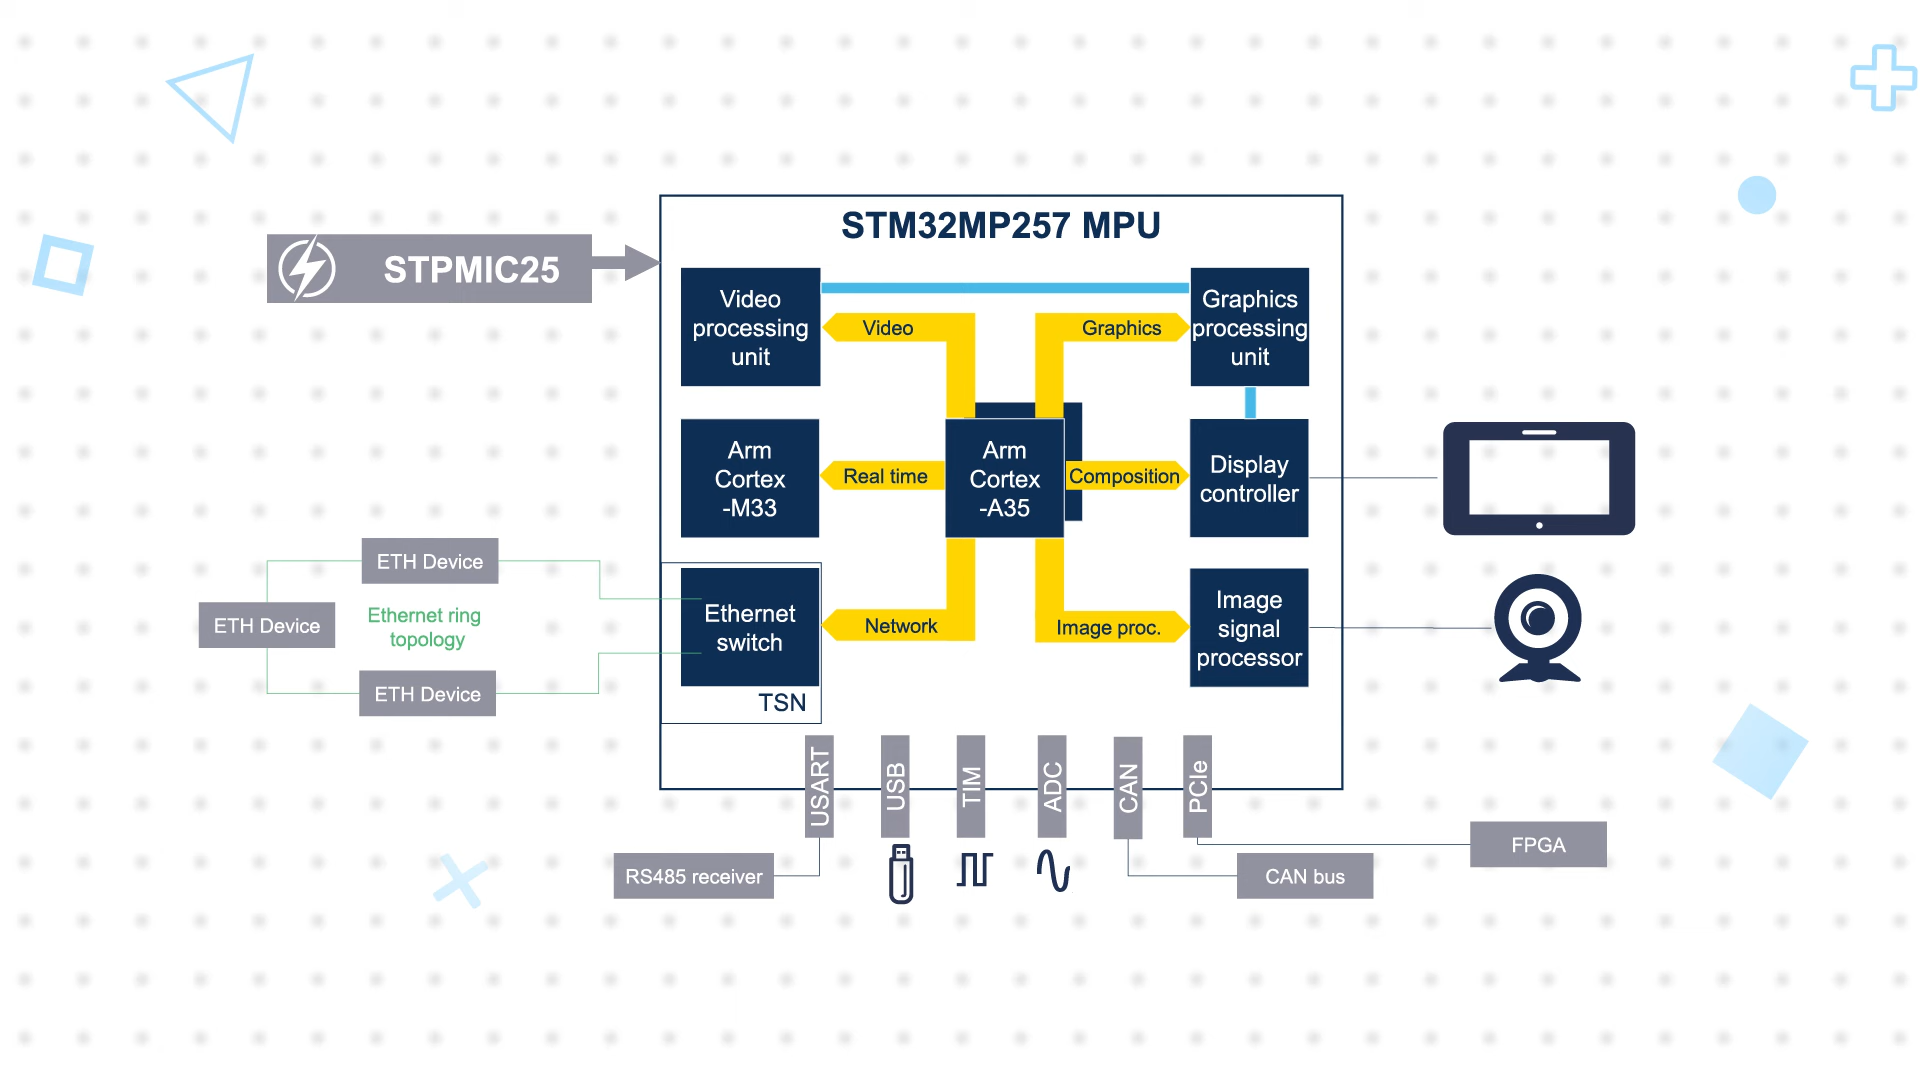 STM32MP257 MPU
STPMIC25
Video
processing
unit
Video
Graphics
Graphics
processing
unit
Arm
Cortex
-M33
Real time
Arm
Cortex
-A35
Composition
Display
controller
ETH Device
ETH Device
Ethernet ring
topology
ETH Device
Ethernet
switch
TSN
Network
Image proc.
Image
signal
processor
USART
USB
TIM
ADC
CAN
PCIe
RS485 receiver
CAN bus
FPGA